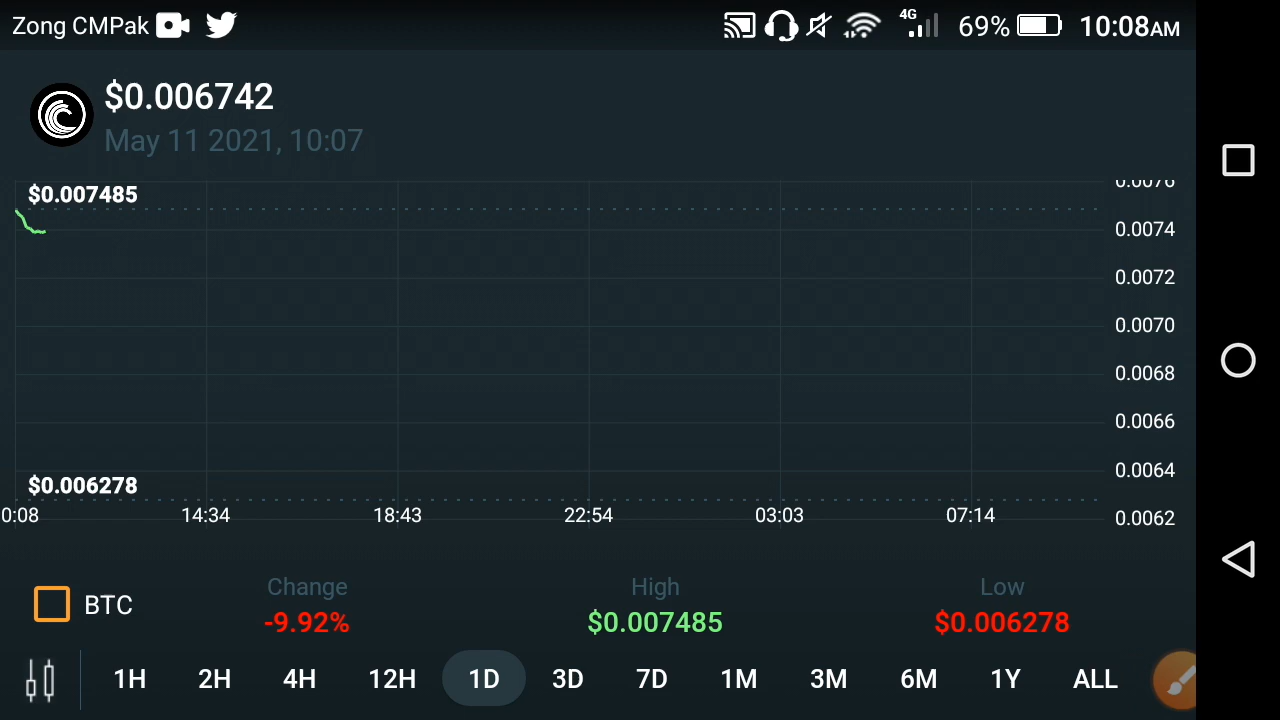 Zong CMPak 4G 69% 10:08AM
$0.006742
May 11 2021, 10:07
$0.007485
0.0076
0.0074
0.0072
0.0070
0.0068
0.0066
0.0064
$0.006278
0.0062
0:08 14:34 18:43 22:54 03:03 07:14
Change High Low
BTC -9.92% $0.007485 $0.006278
1H 2H 4H 12H 1D 3D 7D 1M 3M 6M 1Y ALL